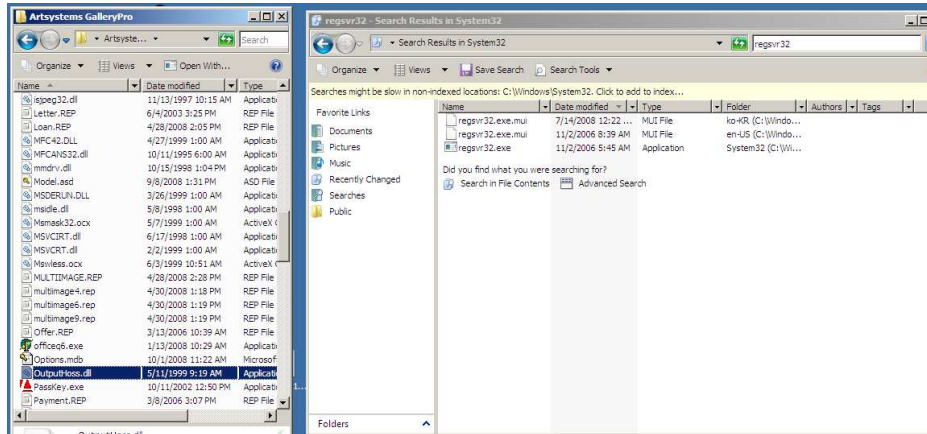 Artsystems GalleryPro
Artsyste...
Search
Organize Views Open With...
Name Date modified Type
isjpeg32.dl 11/13/1997 10:15 AM Applicati
Letter.REP 6/4/2003 3:25 PM REP File
Loan.REP 4/28/2008 2:05 PM REP File
MFC42.DLL 4/27/1999 1:00 AM Applicati
MFCANS32.dl 10/11/1995 6:00 AM Applicati
mmdrv.dl 10/15/1998 1:04 PM Applicati
Model.asd 9/8/2008 1:31 PM ASD File
MSDERUN.DLL 3/26/1999 1:00 AM Applicati
msidle.dl 5/8/1998 1:00 AM Applicati
Msmask32.ocx 5/7/1999 1:00 AM ActiveX C
MSVCIRT.dl 6/17/1998 1:00 AM Applicati
MSVCRT.dl 2/2/1999 1:00 AM Applicati
Mswless.ocx 6/3/1999 10:51 AM ActiveX C
MULTIIMAGE.REP 4/28/2008 2:28 PM REP File
multimage4.rep 4/30/2008 1:18 PM REP File
multimage6.rep 4/30/2008 1:19 PM REP File
multimage9.rep 4/30/2008 1:19 PM REP File
Offer.REP 3/13/2006 10:39 AM REP File
officeq6.exe 1/13/2008 10:29 AM Applicati
Options.mdb 10/1/2008 11:22 AM Microsof
OutputHoss.dl 5/11/1999 9:19 AM Applicati
PassKey.exe 10/11/2002 12:50 PM Applicati
Payment.REP 3/8/2006 3:07 PM REP File
1...
regsvr32 - Search Results in System32
Search Results in System32
regsvr32
Organize Views Save Search Search Tools
Searches might be slow in non-indexed locations: C:\Windows\System32. Click to add to index...
Favorite Links
Documents
Pictures
Music
Recently Changed
Searches
Public
Folders
Name Date modified Type Folder Authors Tags
regsvr32.exe.mui 7/14/2008 12:22 ... MUI File ko-KR (C:\Windo...
regsvr32.exe.mui 11/2/2006 8:39 AM MUI File en-US (C:\Windo...
regsvr32.exe 11/2/2006 5:45 AM Application System32 (C:\Wi...
Did you find what you were searching for?
Search in File Contents Advanced Search